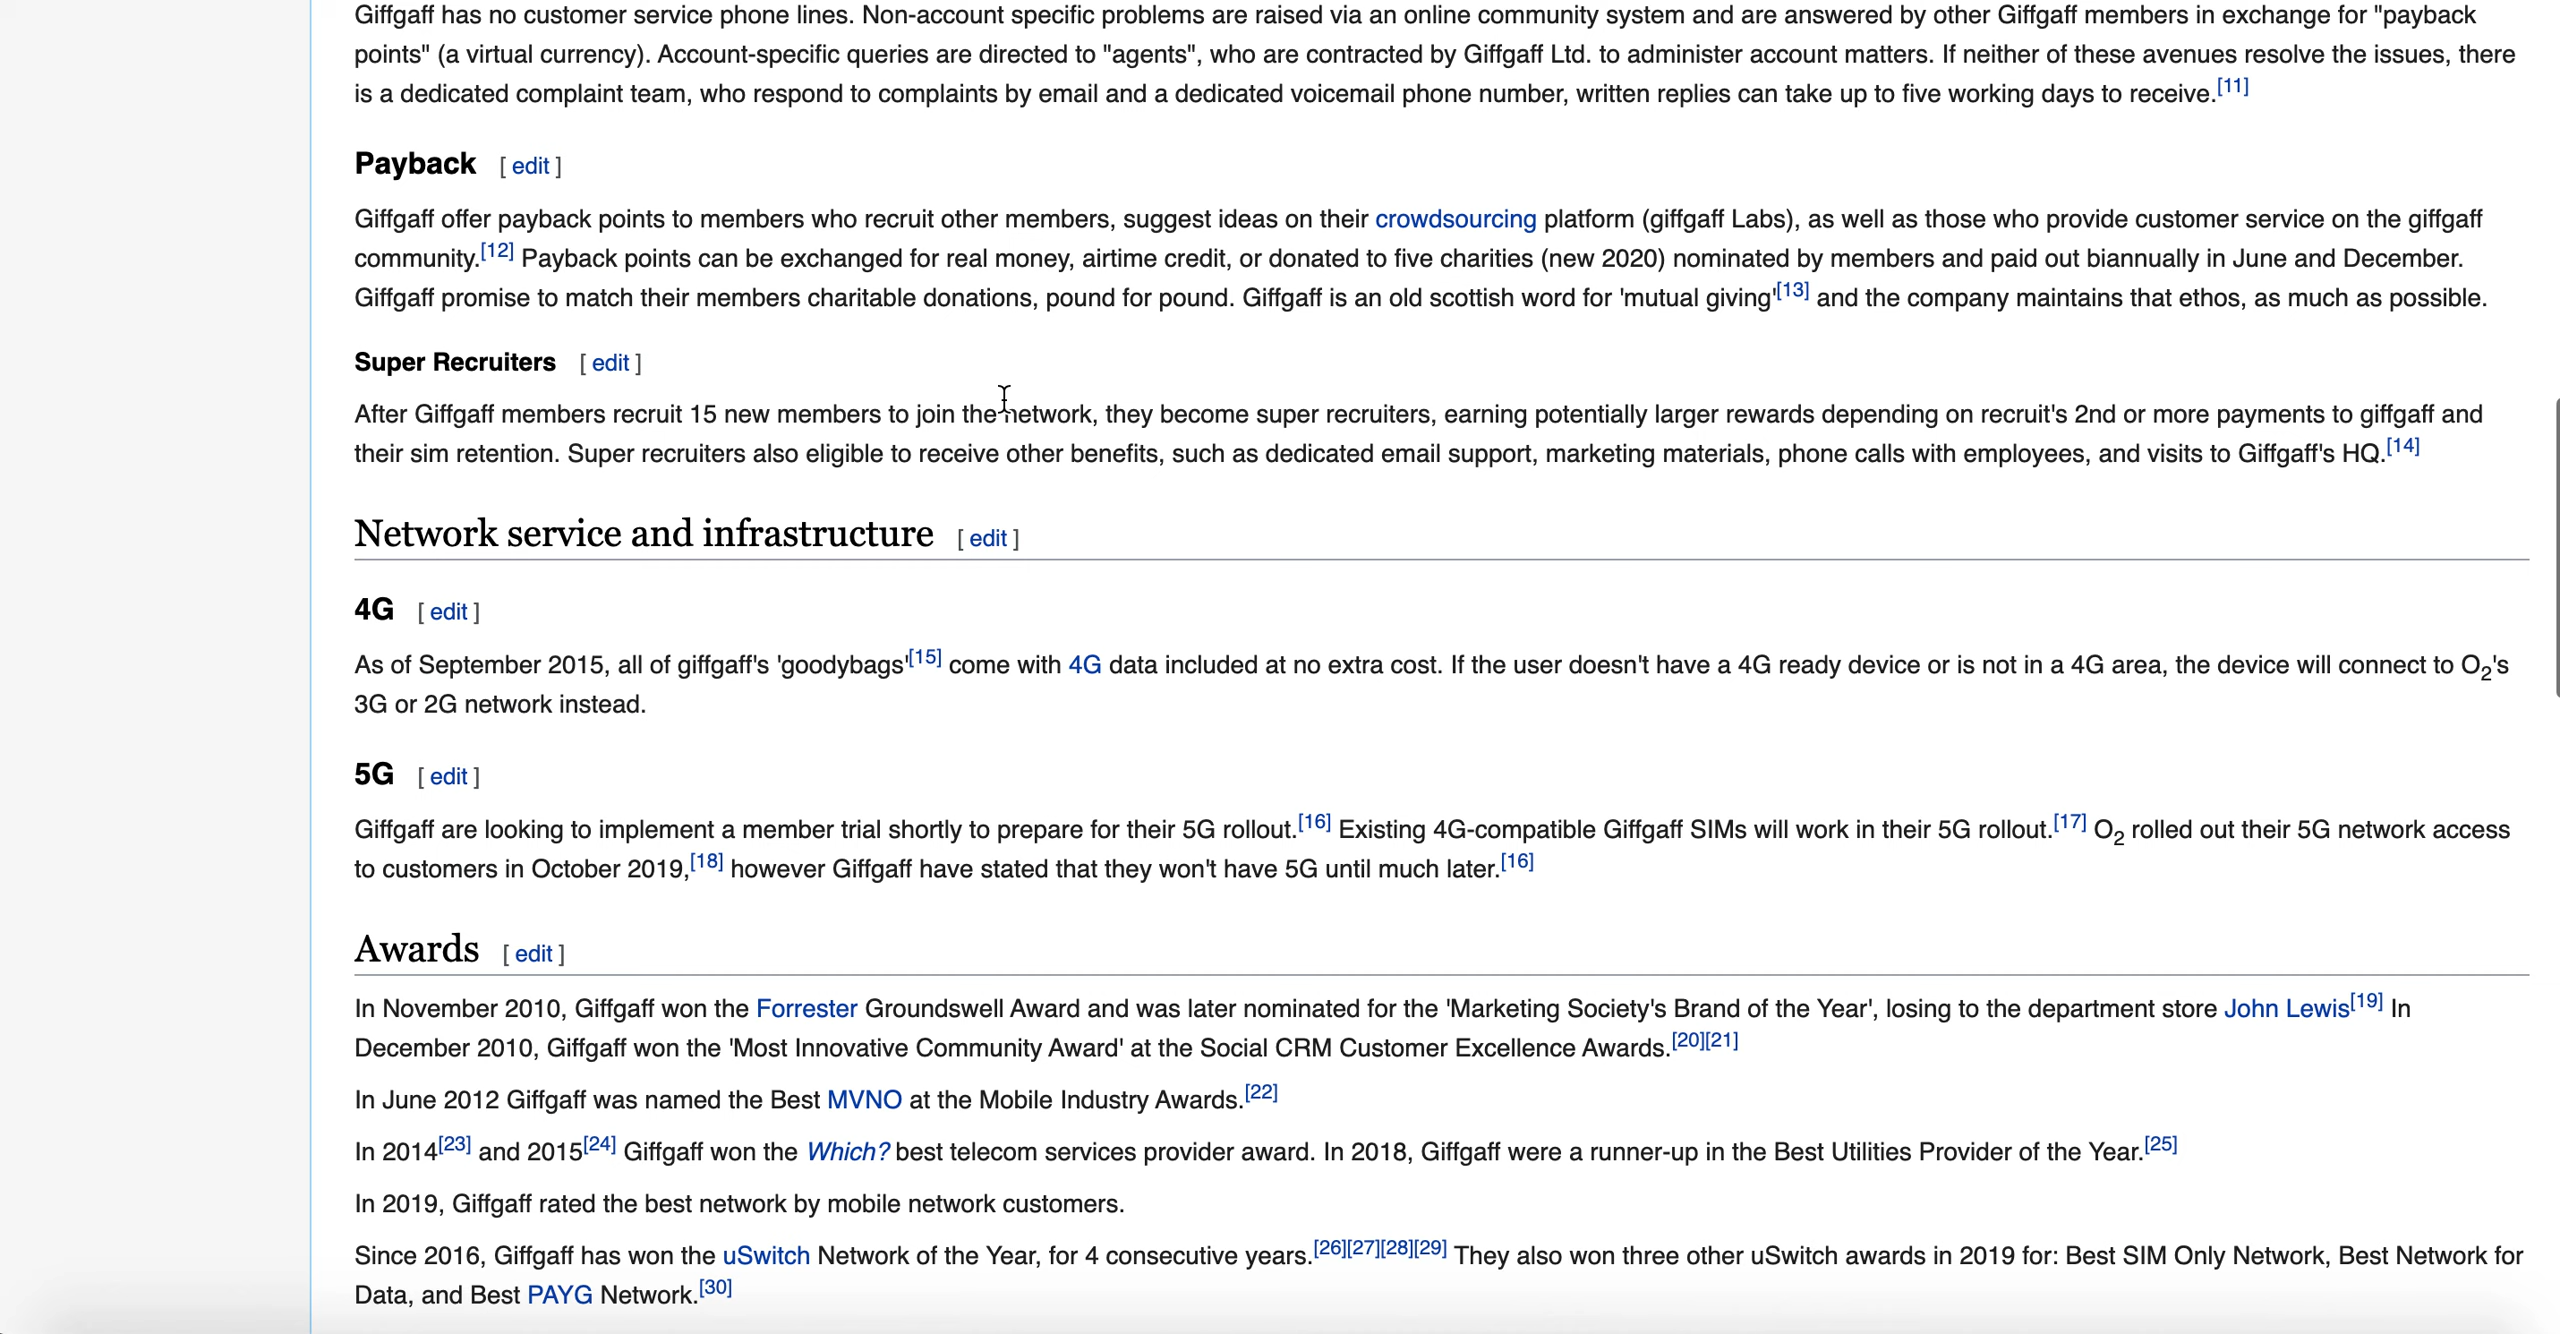 Giffgaff has no customer service phone lines. Non-account specific problems are raised via an online community system and are answered by other Giffgaff members in exchange for "payback
points" (a virtual currency). Account-specific queries are directed to "agents", who are contracted by Giffgaff Ltd. to administer account matters. If neither of these avenues resolve the issues, there
is a dedicated complaint team, who respond to complaints by email and a dedicated voicemail phone number, written replies can take up to five working days to receive.[11]
Payback [ edit ]
Giffgaff offer payback points to members who recruit other members, suggest ideas on their crowdsourcing platform (giffgaff Labs), as well as those who provide customer service on the giffgaff
community.[12] Payback points can be exchanged for real money, airtime credit, or donated to five charities (new 2020) nominated by members and paid out biannually in June and December.
Giffgaff promise to match their members charitable donations, pound for pound. Giffgaff is an old scottish word for 'mutual giving'[13] and the company maintains that ethos, as much as possible.
Super Recruiters [ edit ]
After Giffgaff members recruit 15 new members to join the network, they become super recruiters, earning potentially larger rewards depending on recruit's 2nd or more payments to giffgaff and
their sim retention. Super recruiters also eligible to receive other benefits, such as dedicated email support, marketing materials, phone calls with employees, and visits to Giffgaff's HQ.[14]
Network service and infrastructure [ edit ]
4G [ edit ]
As of September 2015, all of giffgaff's 'goodybags'[15] come with 4G data included at no extra cost. If the user doesn't have a 4G ready device or is not in a 4G area, the device will connect to O2's
3G or 2G network instead.
5G [ edit ]
Giffgaff are looking to implement a member trial shortly to prepare for their 5G rollout.[16] Existing 4G-compatible Giffgaff SIMs will work in their 5G rollout.[17] O2 rolled out their 5G network access
to customers in October 2019,[18] however Giffgaff have stated that they won't have 5G until much later.[16]
Awards [ edit ]
In November 2010, Giffgaff won the Forrester Groundswell Award and was later nominated for the 'Marketing Society's Brand of the Year', losing to the department store John Lewis[19] In
December 2010, Giffgaff won the 'Most Innovative Community Award' at the Social CRM Customer Excellence Awards.[20][21]
In June 2012 Giffgaff was named the Best MVNO at the Mobile Industry Awards.[22]
In 2014[23] and 2015[24] Giffgaff won the Which? best telecom services provider award. In 2018, Giffgaff were a runner-up in the Best Utilities Provider of the Year.[25]
In 2019, Giffgaff rated the best network by mobile network customers.
Since 2016, Giffgaff has won the uSwitch Network of the Year, for 4 consecutive years.[26][27][28][29] They also won three other uSwitch awards in 2019 for: Best SIM Only Network, Best Network for
Data, and Best PAYG Network.[30]